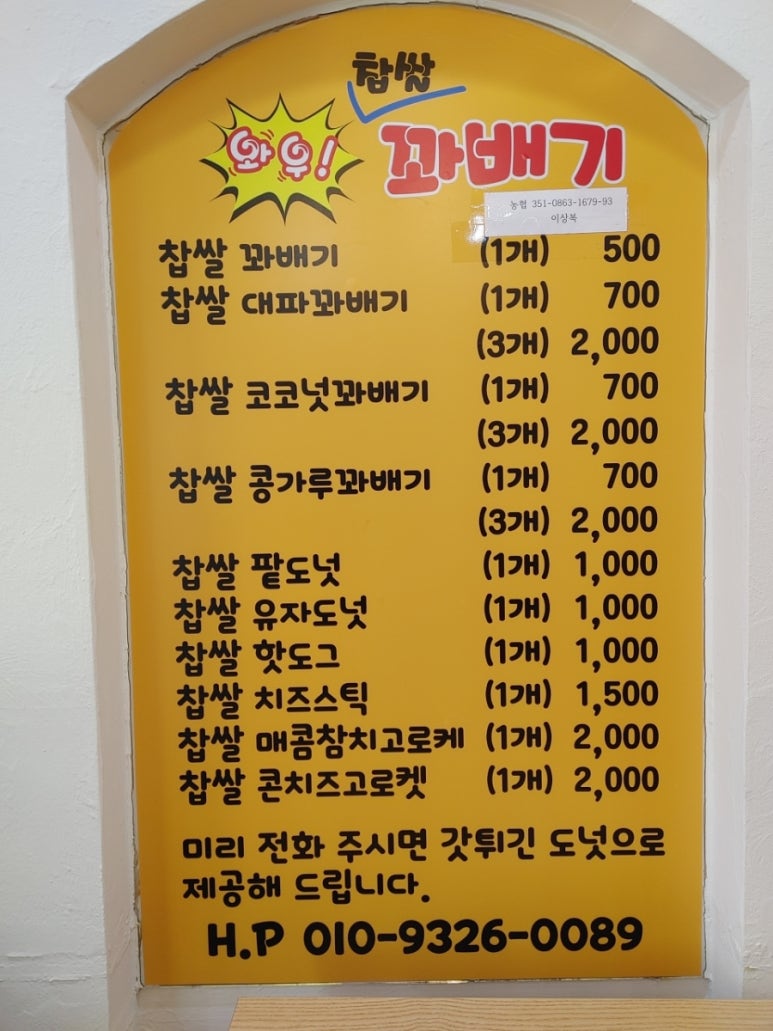 찹쌀
와우! 꽈배기
농협 351-0863-1679-93
이상복
찹쌀 꽈배기 (1개) 500
찹쌀 대파꽈배기 (1개) 700
(3개) 2,000
찹쌀 코코넛꽈배기 (1개) 700
(3개) 2,000
찹쌀 콩가루꽈배기 (1개) 700
(3개) 2,000
찹쌀 팥도넛 (1개) 1,000
찹쌀 유자도넛 (1개) 1,000
찹쌀 핫도그 (1개) 1,000
찹쌀 치즈스틱 (1개) 1,500
찹쌀 매콤참치고로케 (1개) 2,000
찹쌀 콘치즈고로켓 (1개) 2,000
미리 전화 주시면 갓튀긴 도넛으로
제공해 드립니다.
H.P 010-9326-0089